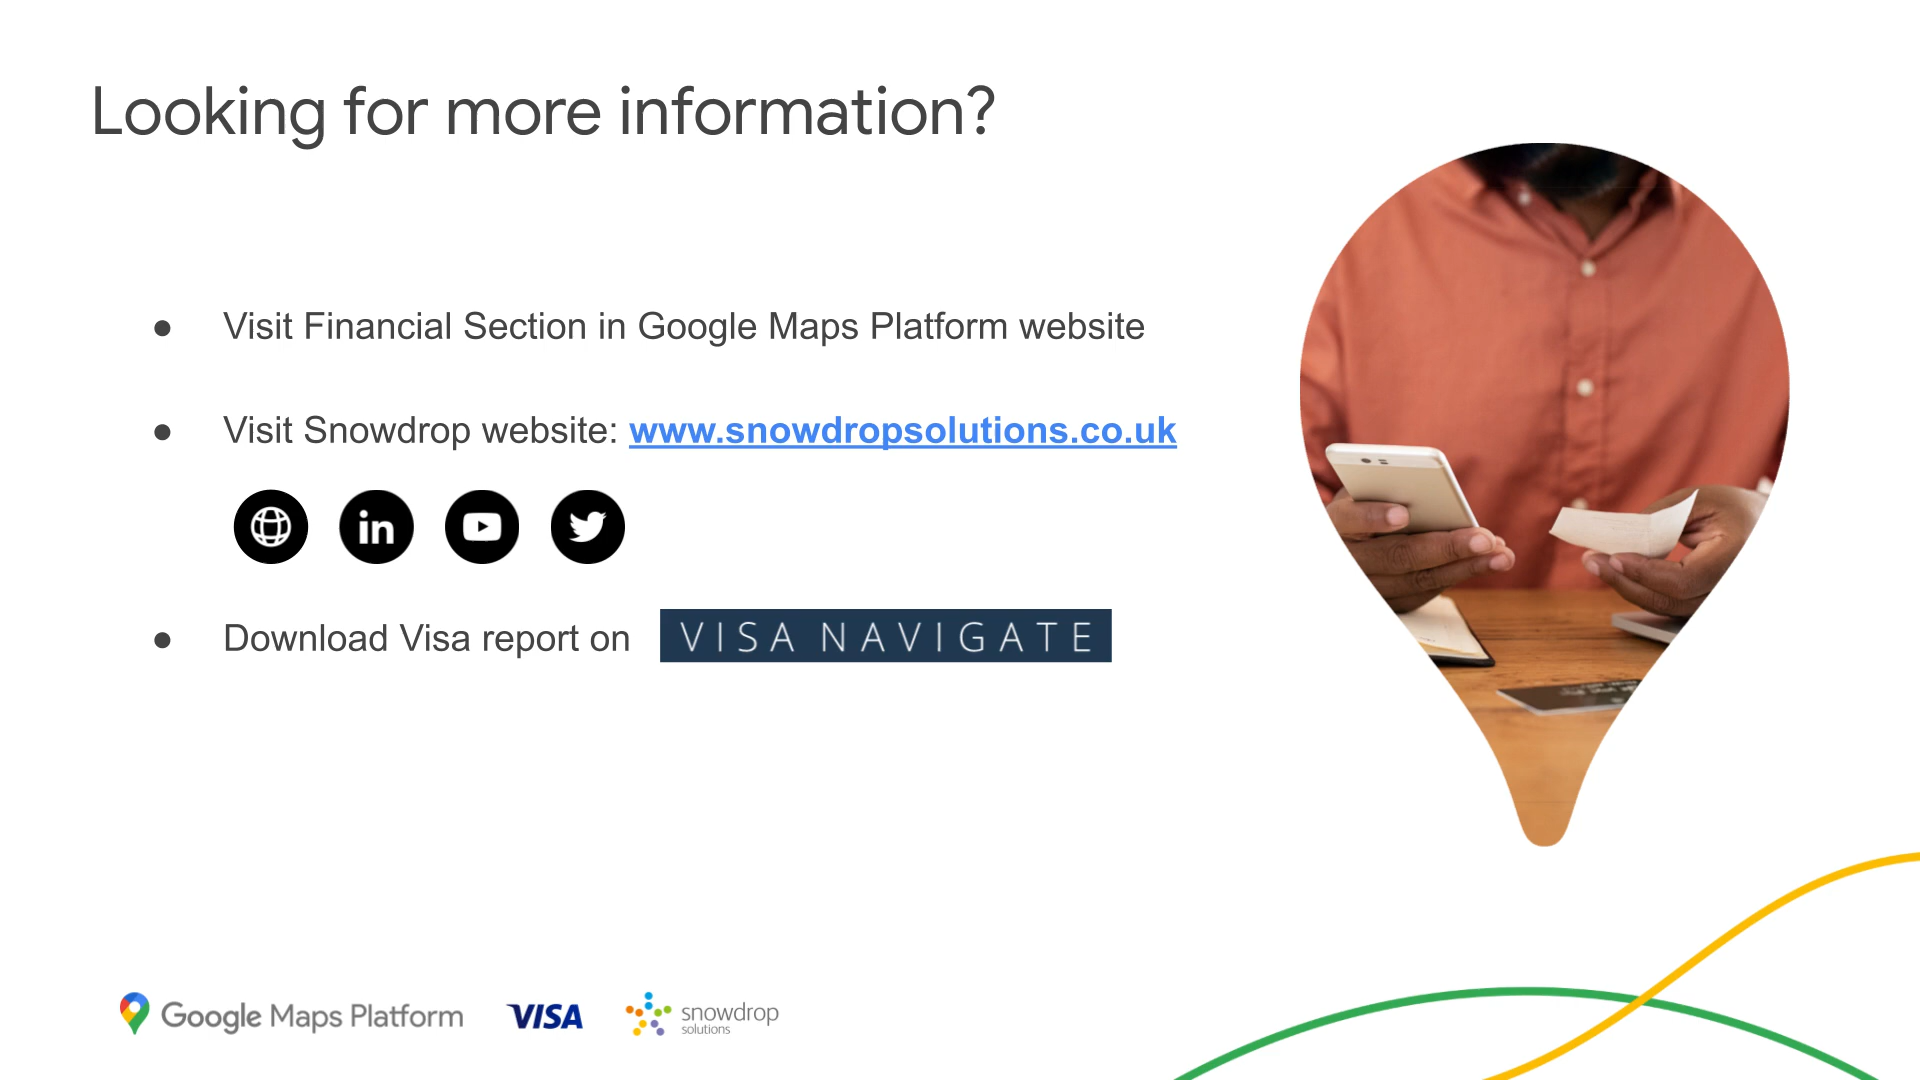 Looking for more information?
● Visit Financial Section in Google Maps Platform website
● Visit Snowdrop website: www.snowdropsolutions.co.uk
in
● Download Visa report on VISA NAVIGATE
Google Maps Platform VISA snowdrop
solutions